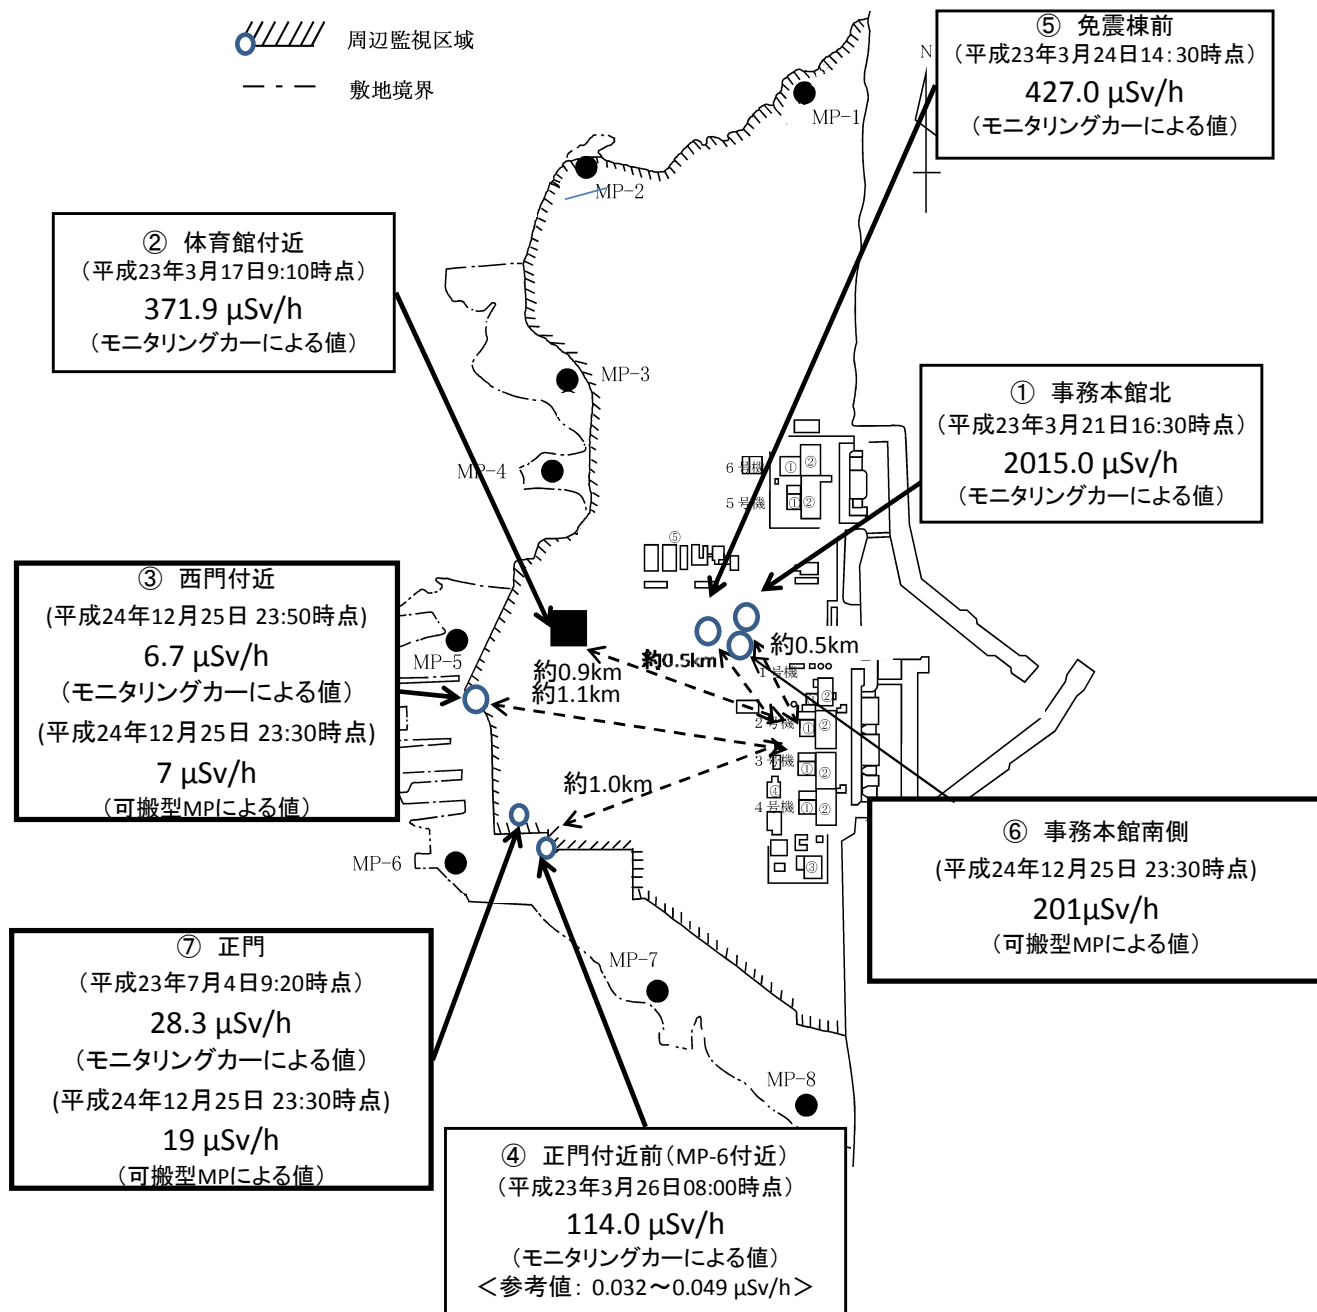 周辺監視区域
敷地境界
⑤ 免震棟前
（平成23年3月24日14:30時点）
427.0 μSv/h
（モニタリングカーによる値）
N
MP-1
MP-2
② 体育館付近
（平成23年3月17日9:10時点）
371.9 μSv/h
（モニタリングカーによる値）
MP-3
① 事務本館北
（平成23年3月21日16:30時点）
2015.0 μSv/h
（モニタリングカーによる値）
MP-4
6号機
① ②
5号機
① ②
⑤
③ 西門付近
(平成24年12月25日 23:50時点)
6.7 μSv/h
（モニタリングカーによる値）
(平成24年12月25日 23:30時点)
7 μSv/h
（可搬型MPによる値）
MP-5
約0.9km
約1.1km
約0.5km
約0.5km
1号機
②
2号機
① ②
3号機
① ②
約1.0km
④
4号機
① ②
③
MP-6
⑥ 事務本館南側
(平成24年12月25日 23:30時点)
201μSv/h
（可搬型MPによる値）
⑦ 正門
（平成23年7月4日9:20時点）
28.3 μSv/h
（モニタリングカーによる値）
(平成24年12月25日 23:30時点)
19 μSv/h
（可搬型MPによる値）
MP-7
MP-8
④ 正門付近前（MP-6付近）
（平成23年3月26日08:00時点）
114.0 μSv/h
（モニタリングカーによる値）
＜参考値: 0.032～0.049 μSv/h＞